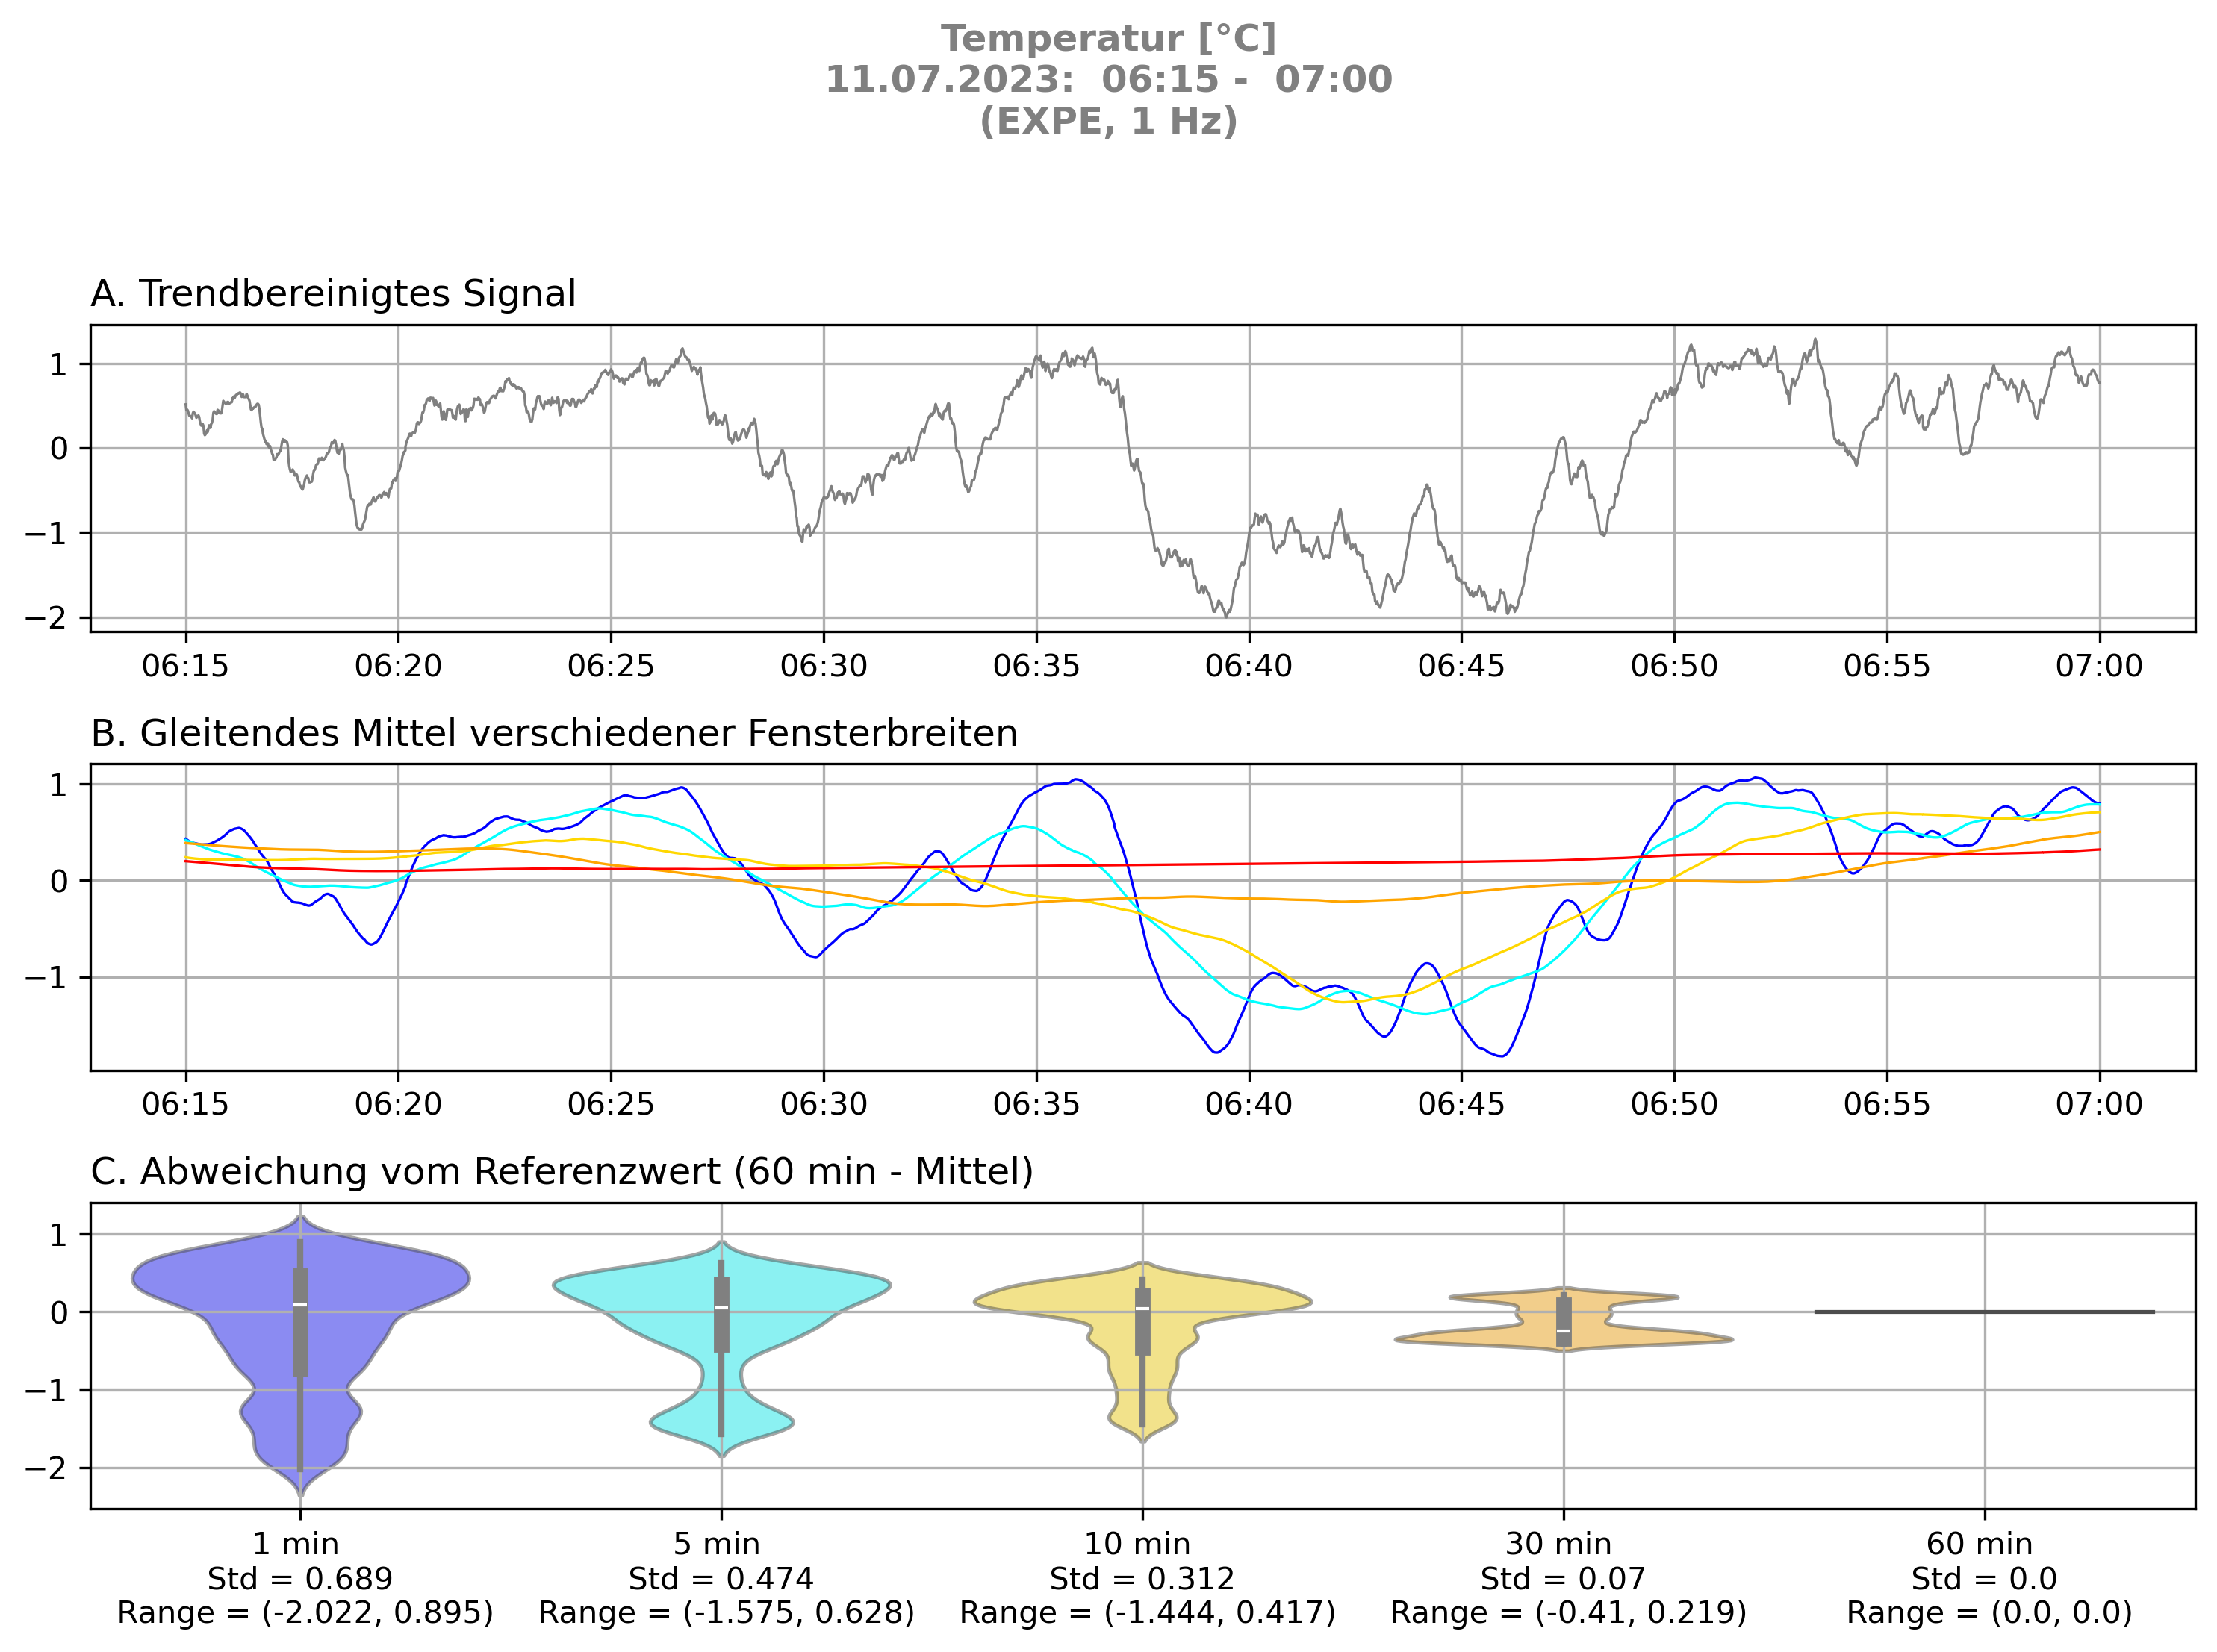 Temperatur [°C]
11.07.2023:  06:15 -  07:00
(EXPE, 1 Hz)
A. Trendbereinigtes Signal
1
0
−1
−2
06:15 06:20 06:25 06:30 06:35 06:40 06:45 06:50 06:55 07:00
B. Gleitendes Mittel verschiedener Fensterbreiten
1
0
−1
06:15 06:20 06:25 06:30 06:35 06:40 06:45 06:50 06:55 07:00
C. Abweichung vom Referenzwert (60 min - Mittel)
1
0
−1
−2
1 min 5 min 10 min 30 min 60 min
Std = 0.689 Std = 0.474 Std = 0.312 Std = 0.07 Std = 0.0
Range = (-2.022, 0.895) Range = (-1.575, 0.628) Range = (-1.444, 0.417) Range = (-0.41, 0.219) Range = (0.0, 0.0)